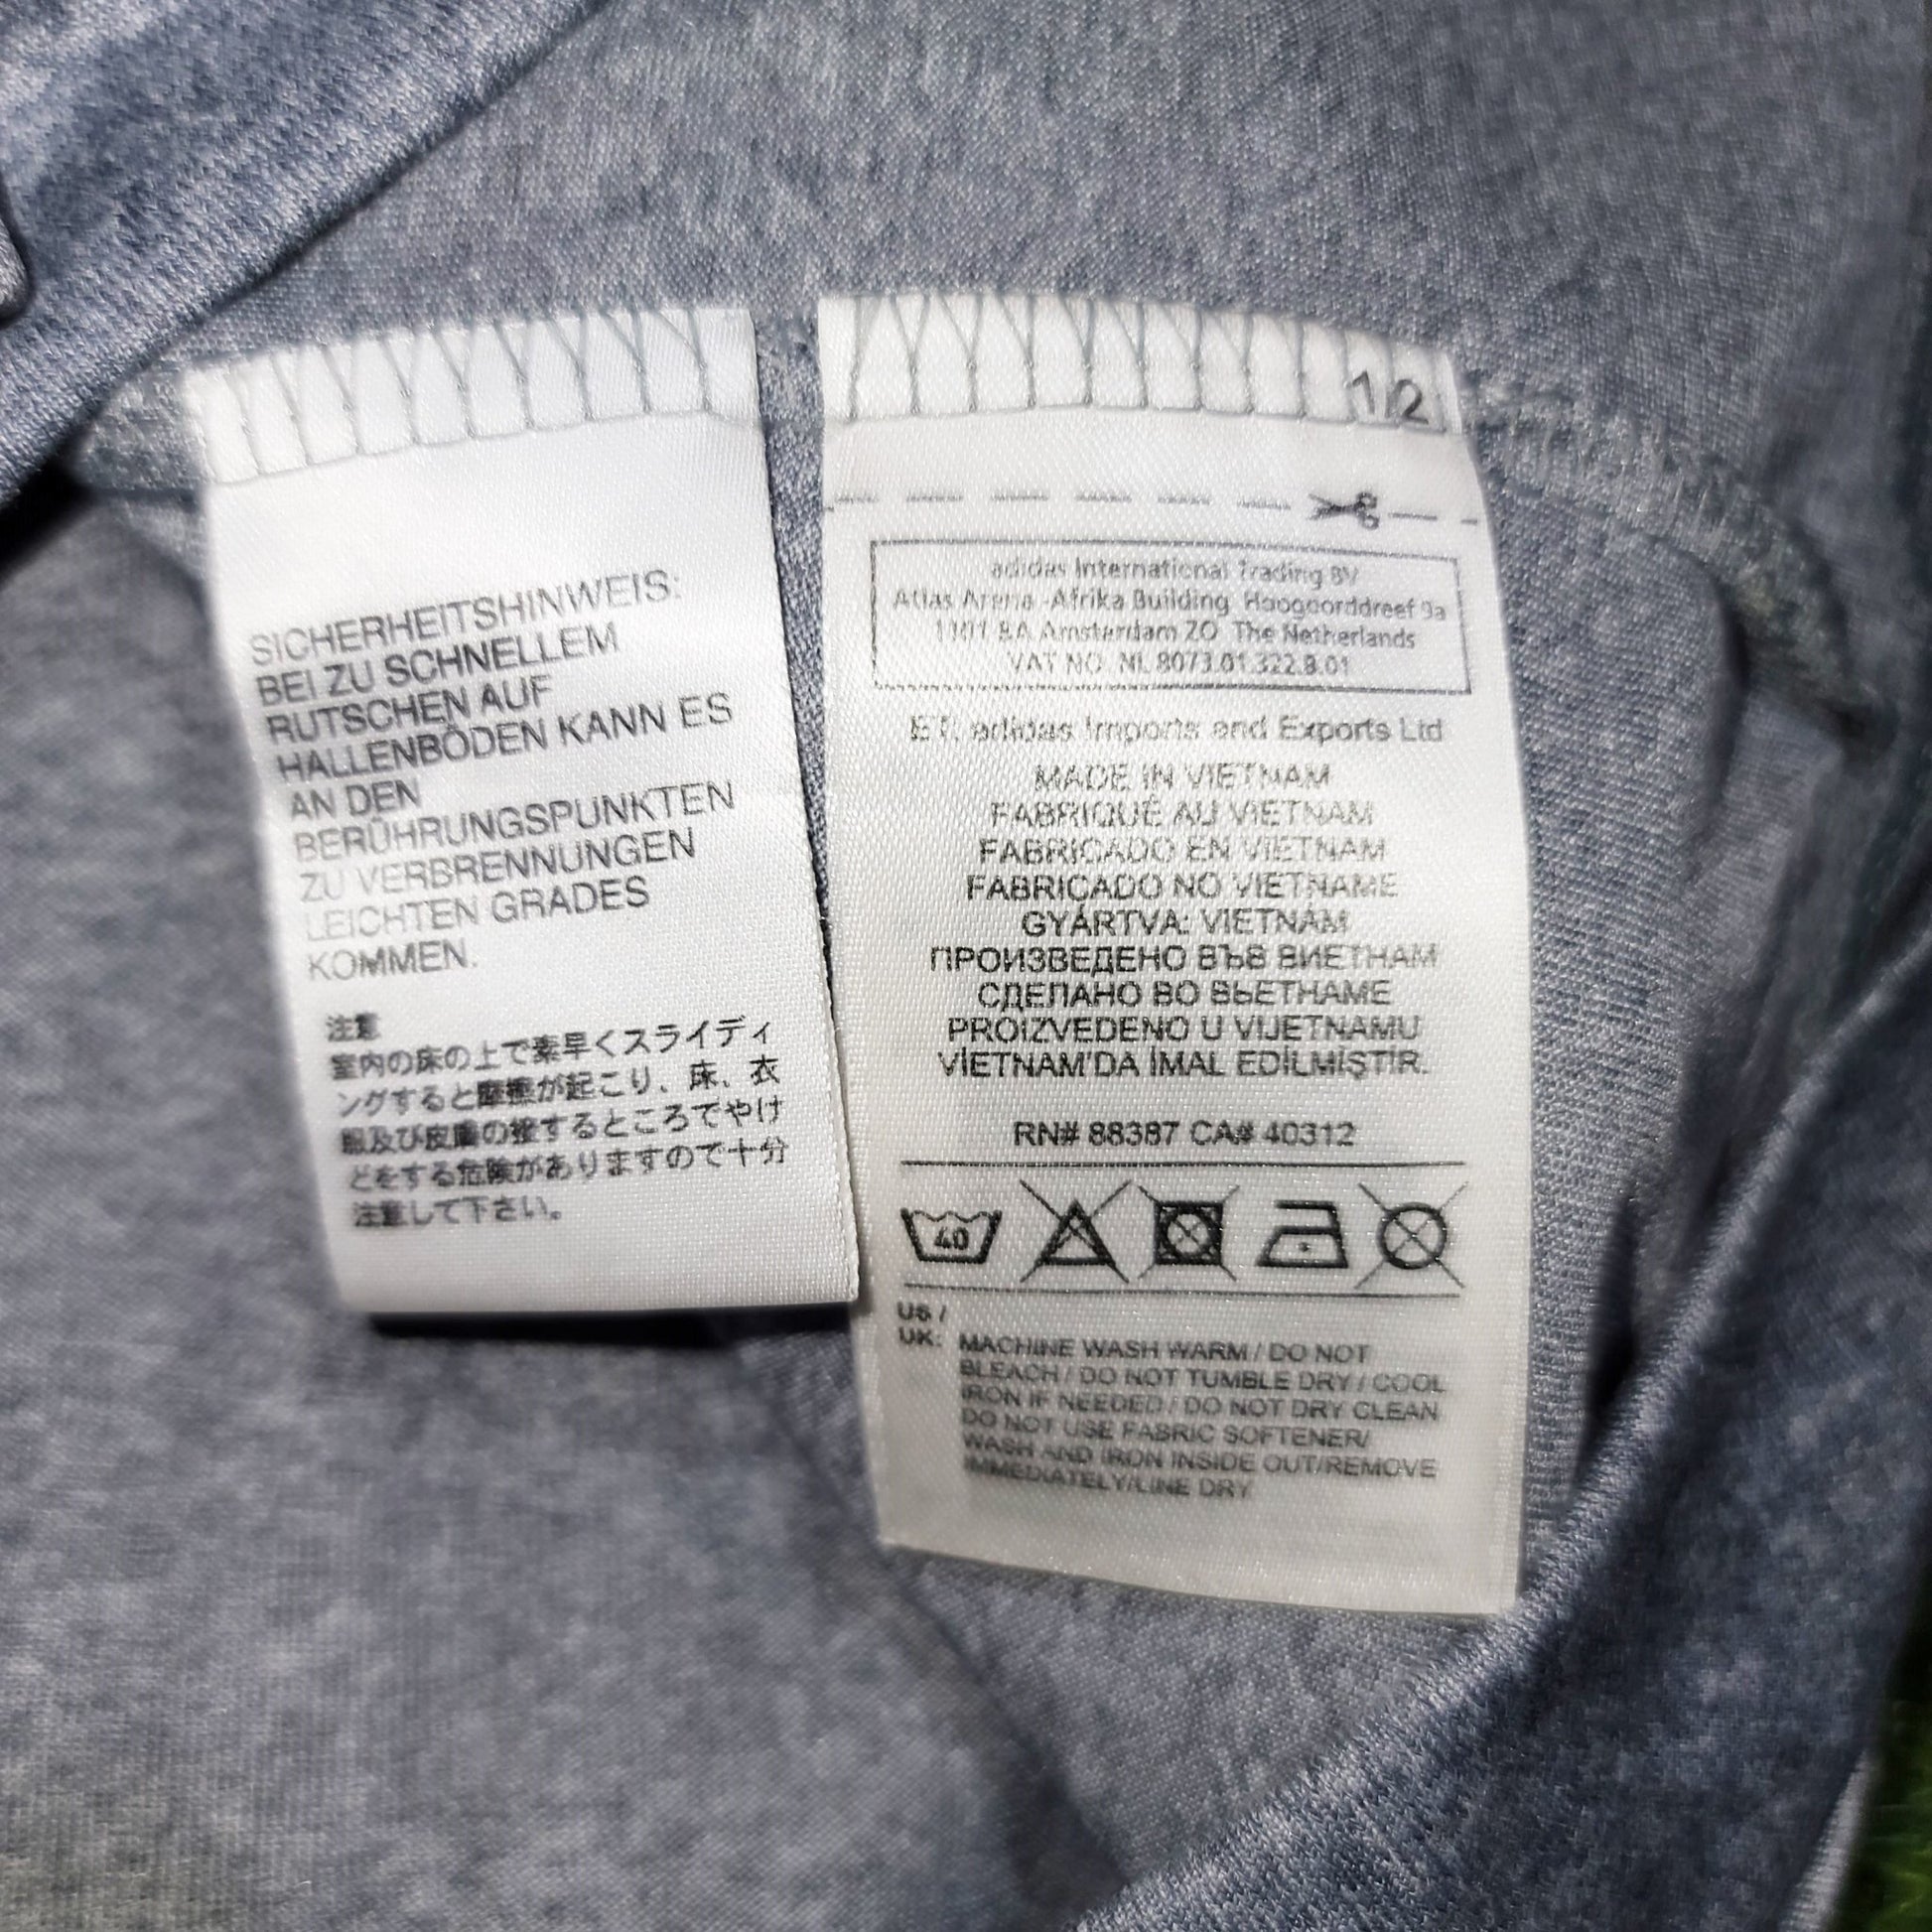 SICHERHEITSHINWEIS:
BEI ZU SCHNELLEM
RUTSCHEN AUF
HALLENBÖDEN KANN ES
AN DEN
BERÜHRUNGSPUNKTEN
ZU VERBRENNUNGEN
LEICHTEN GRADES
KOMMEN.
注意
室内の床の上で素早くスライディ
ングすると摩擦が起こり、床、衣
服及び皮膚の接するところでやけ
どをする危険がありますので十分
注意して下さい。
1/2
adidas International Trading BV
Atlas Arena -Afrika Building Hoogoorddreef 9a
1101 BA Amsterdam ZO The Netherlands
VAT NO. NL 8073.01.322.B.01
ET. adidas Imports and Exports Ltd
MADE IN VIETNAM
FABRIQUÉ AU VIETNAM
FABRICADO EN VIETNAM
FABRICADO NO VIETNAME
GYÁRTVA: VIETNÁM
ПРОИЗВЕДЕНО ВЪВ ВИЕТНАМ
СДЕЛАНО ВО ВЬЕТНАМЕ
PROIZVEDENO U VIJETNAMU
VİETNAM'DA İMAL EDİLMİŞTİR.
RN# 88387 CA# 40312
40
US /
UK: MACHINE WASH WARM / DO NOT
BLEACH / DO NOT TUMBLE DRY / COOL
IRON IF NEEDED / DO NOT DRY CLEAN
DO NOT USE FABRIC SOFTENER/
WASH AND IRON INSIDE OUT/REMOVE
IMMEDIATELY/LINE DRY